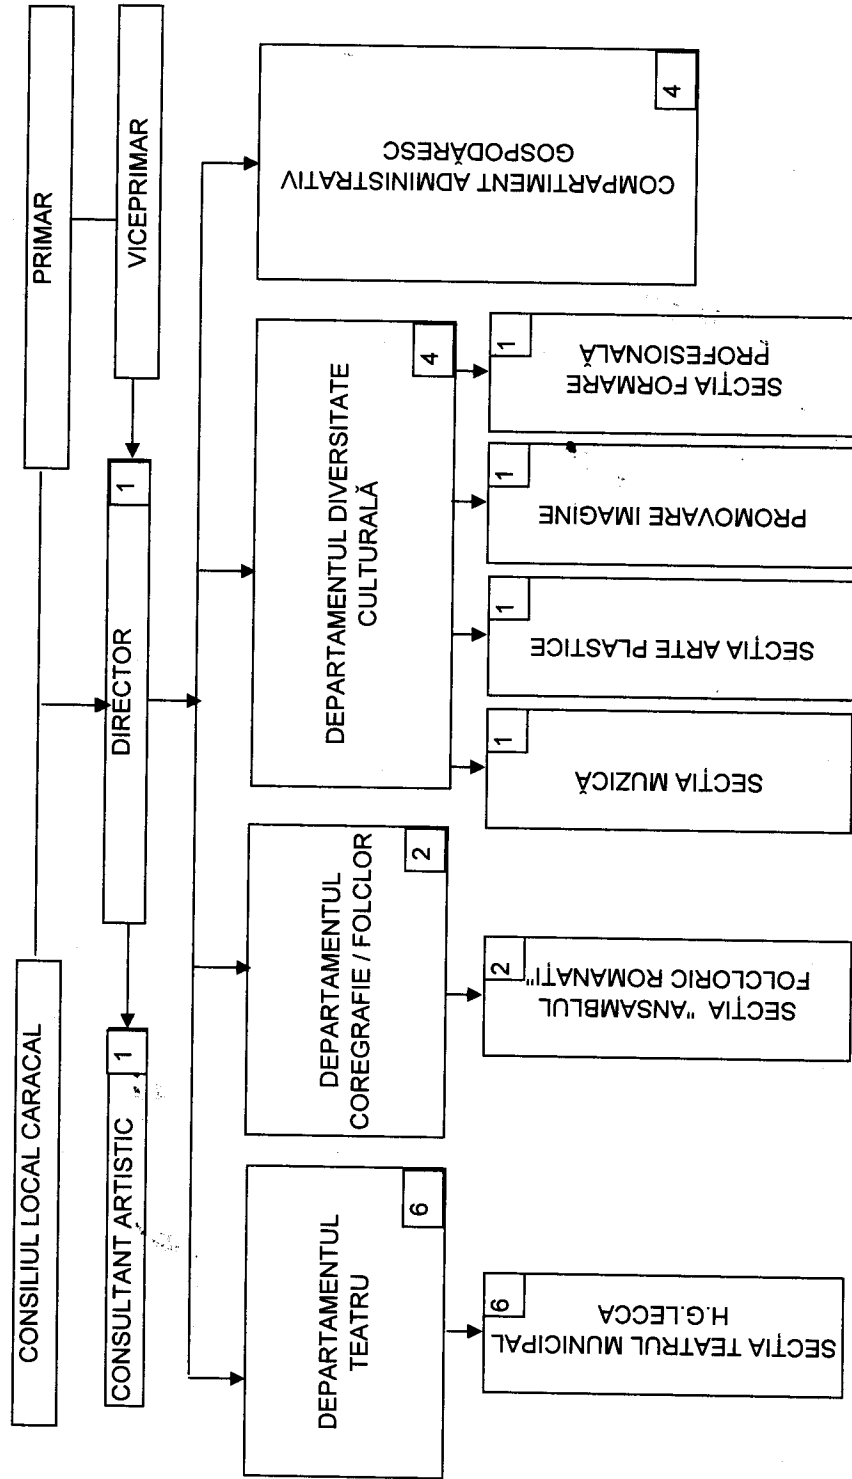 CONSILIUL LOCAL CARACAL
PRIMAR
CONSULTANT ARTISTIC
1
DIRECTOR
1
VICEPRIMAR
DEPARTAMENTUL
TEATRU
6
DEPARTAMENTUL
COREGRAFIE / FOLCLOR
2
DEPARTAMENTUL DIVERSITATE
CULTURALĂ
4
COMPARTIMENT ADMINISTRATIV
GOSPODĂRESC
4
SECȚIA TEATRUL MUNICIPAL
H.G.LECCA
6
SECȚIA "ANSAMBLUL
FOLCLORIC ROMANAȚI"
2
SECȚIA MUZICĂ
1
SECȚIA ARTE PLASTICE
1
PROMOVARE IMAGINE
1
SECȚIA FORMARE
PROFESIONALĂ
1